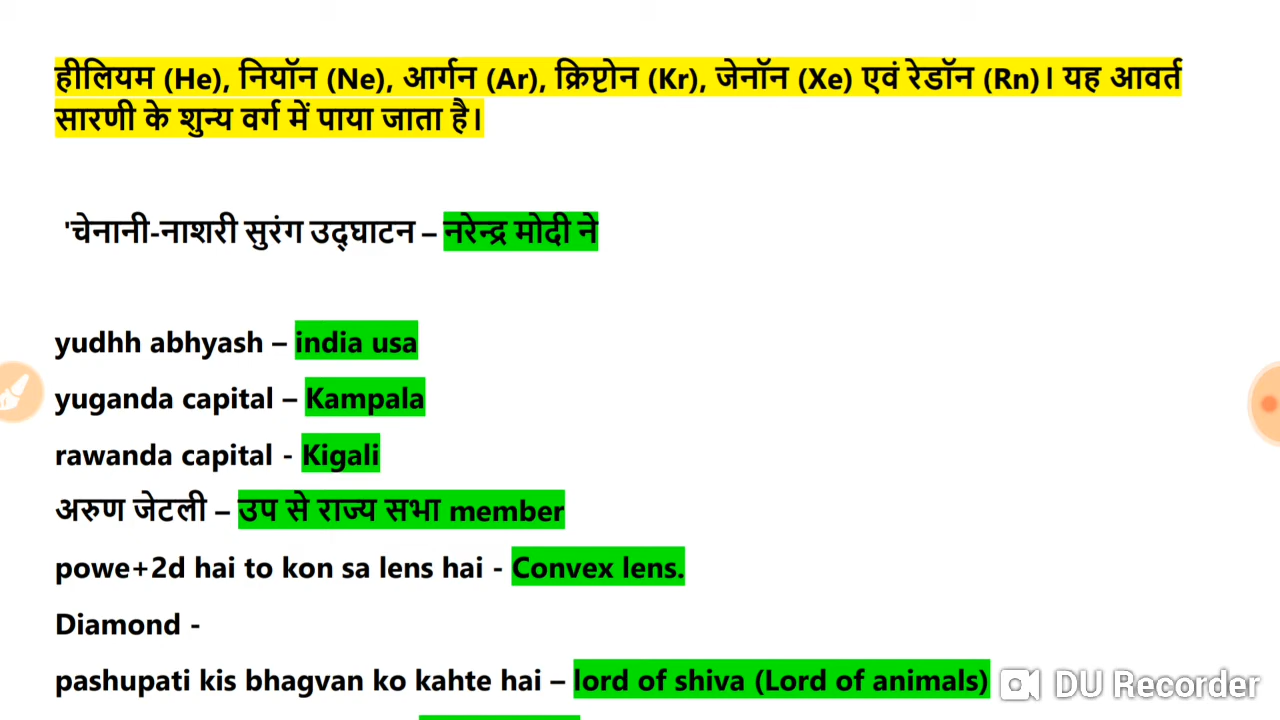 हीलियम (He), नियॉन (Ne), आर्गन (Ar), क्रिप्टोन (Kr), जेनॉन (Xe) एवं रेडॉन (Rn)। यह आवर्त
सारणी के शुन्य वर्ग में पाया जाता है।
'चेनानी-नाशरी सुरंग उद्घाटन – नरेन्द्र मोदी ने
yudhh abhyash – india usa
yuganda capital – Kampala
rawanda capital - Kigali
अरुण जेटली – उप से राज्य सभा member
powe+2d hai to kon sa lens hai - Convex lens.
Diamond -
pashupati kis bhagvan ko kahte hai – lord of shiva (Lord of animals)
DU Recorder